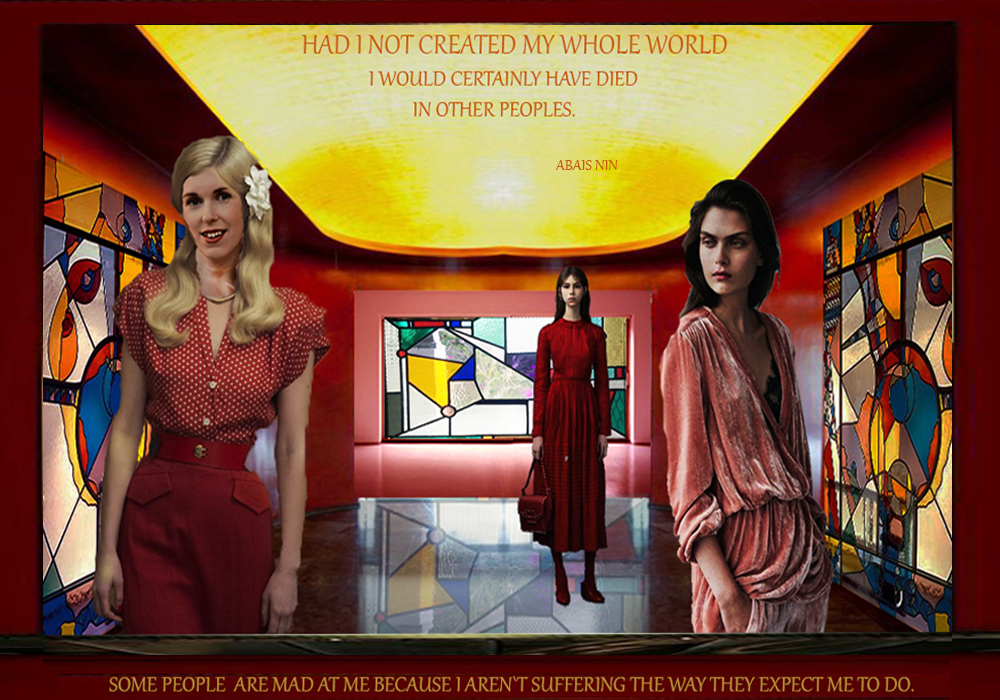 HAD I NOT CREATED MY WHOLE WORLD
I WOULD CERTAINLY HAVE DIED
IN OTHER PEOPLES.
ABAIS NIN
SOME PEOPLE ARE MAD AT ME BECAUSE I AREN'T SUFFERING THE WAY THEY EXPECT ME TO DO.